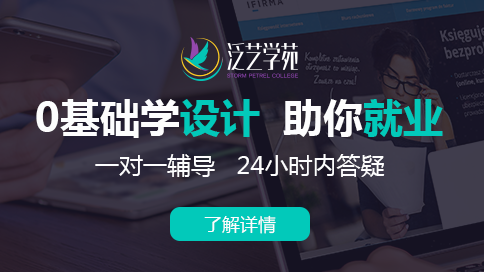 IFIRMA
Księguj
bezpro
泛艺学苑
STORM PETREL COLLEGE
0基础学设计 助你就业
一对一辅导 24小时内答疑
了解详情